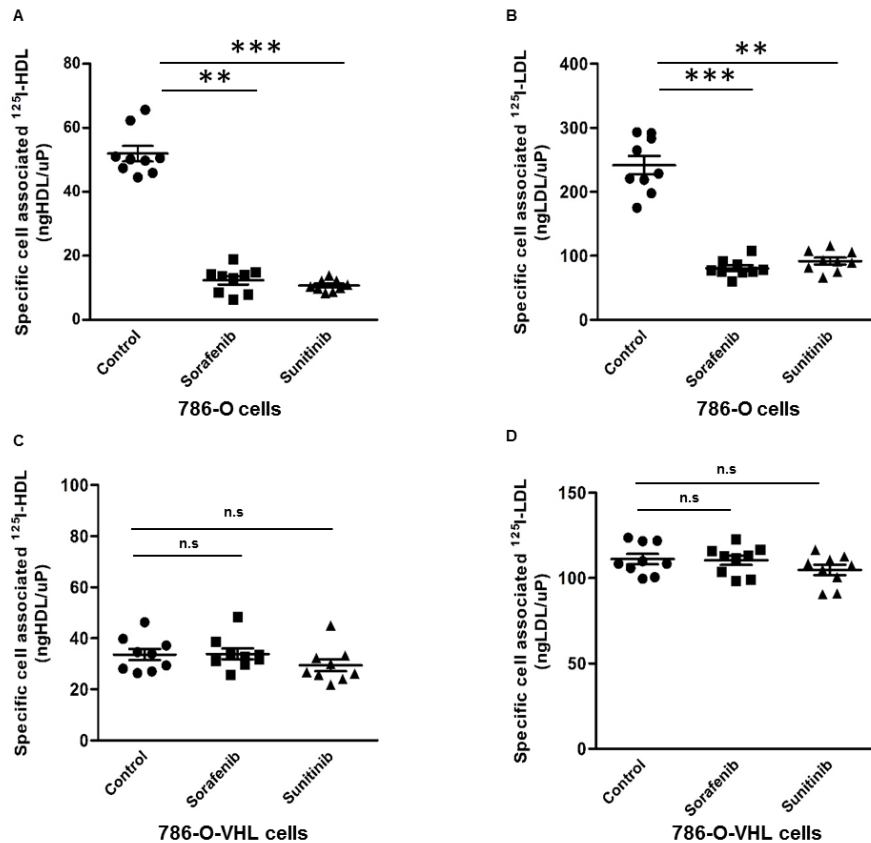 A
Specific cell associated ¹²⁵I-HDL
(ngHDL/uP)
80
60
40
20
0
***
**
Control
Sorafenib
Sunitinib
786-O cells
B
Specific cell associated ¹²⁵I-LDL
(ngLDL/uP)
400
300
200
100
0
**
***
Control
Sorafenib
Sunitinib
786-O cells
C
Specific cell associated ¹²⁵I-HDL
(ngHDL/uP)
100
80
60
40
20
0
n.s
n.s
Control
Sorafenib
Sunitinib
786-O-VHL cells
D
Specific cell associated ¹²⁵I-LDL
(ngLDL/uP)
150
100
50
0
n.s
n.s
Control
Sorafenib
Sunitinib
786-O-VHL cells